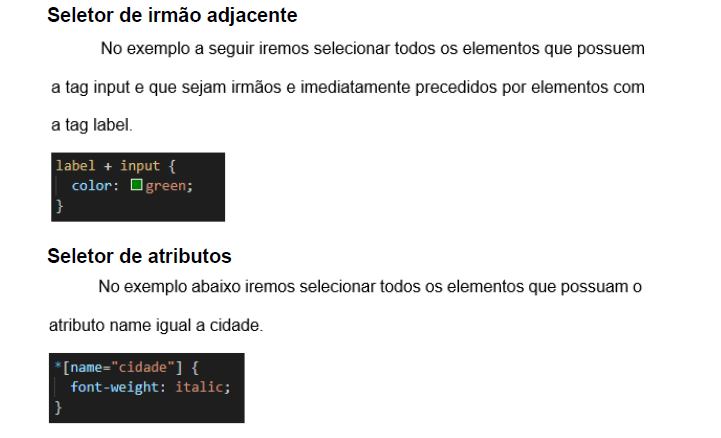 Seletor de irmão adjacente
No exemplo a seguir iremos selecionar todos os elementos que possuem
a tag input e que sejam irmãos e imediatamente precedidos por elementos com
a tag label.
label + input {
color: green;
}
Seletor de atributos
No exemplo abaixo iremos selecionar todos os elementos que possuam o
atributo name igual a cidade.
*[name="cidade"] {
font-weight: italic;
}